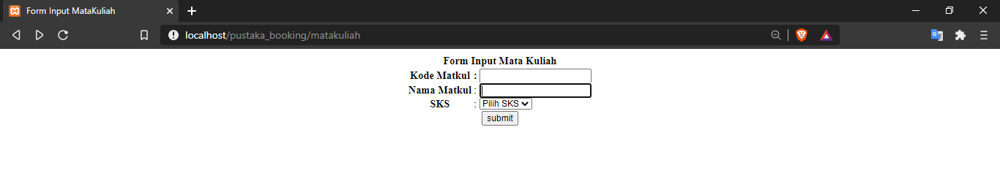 Form Input MataKuliah
localhost/pustaka_booking/matakuliah
Form Input Mata Kuliah
Kode Matkul :
Nama Matkul :
SKS :
Pilih SKS
submit